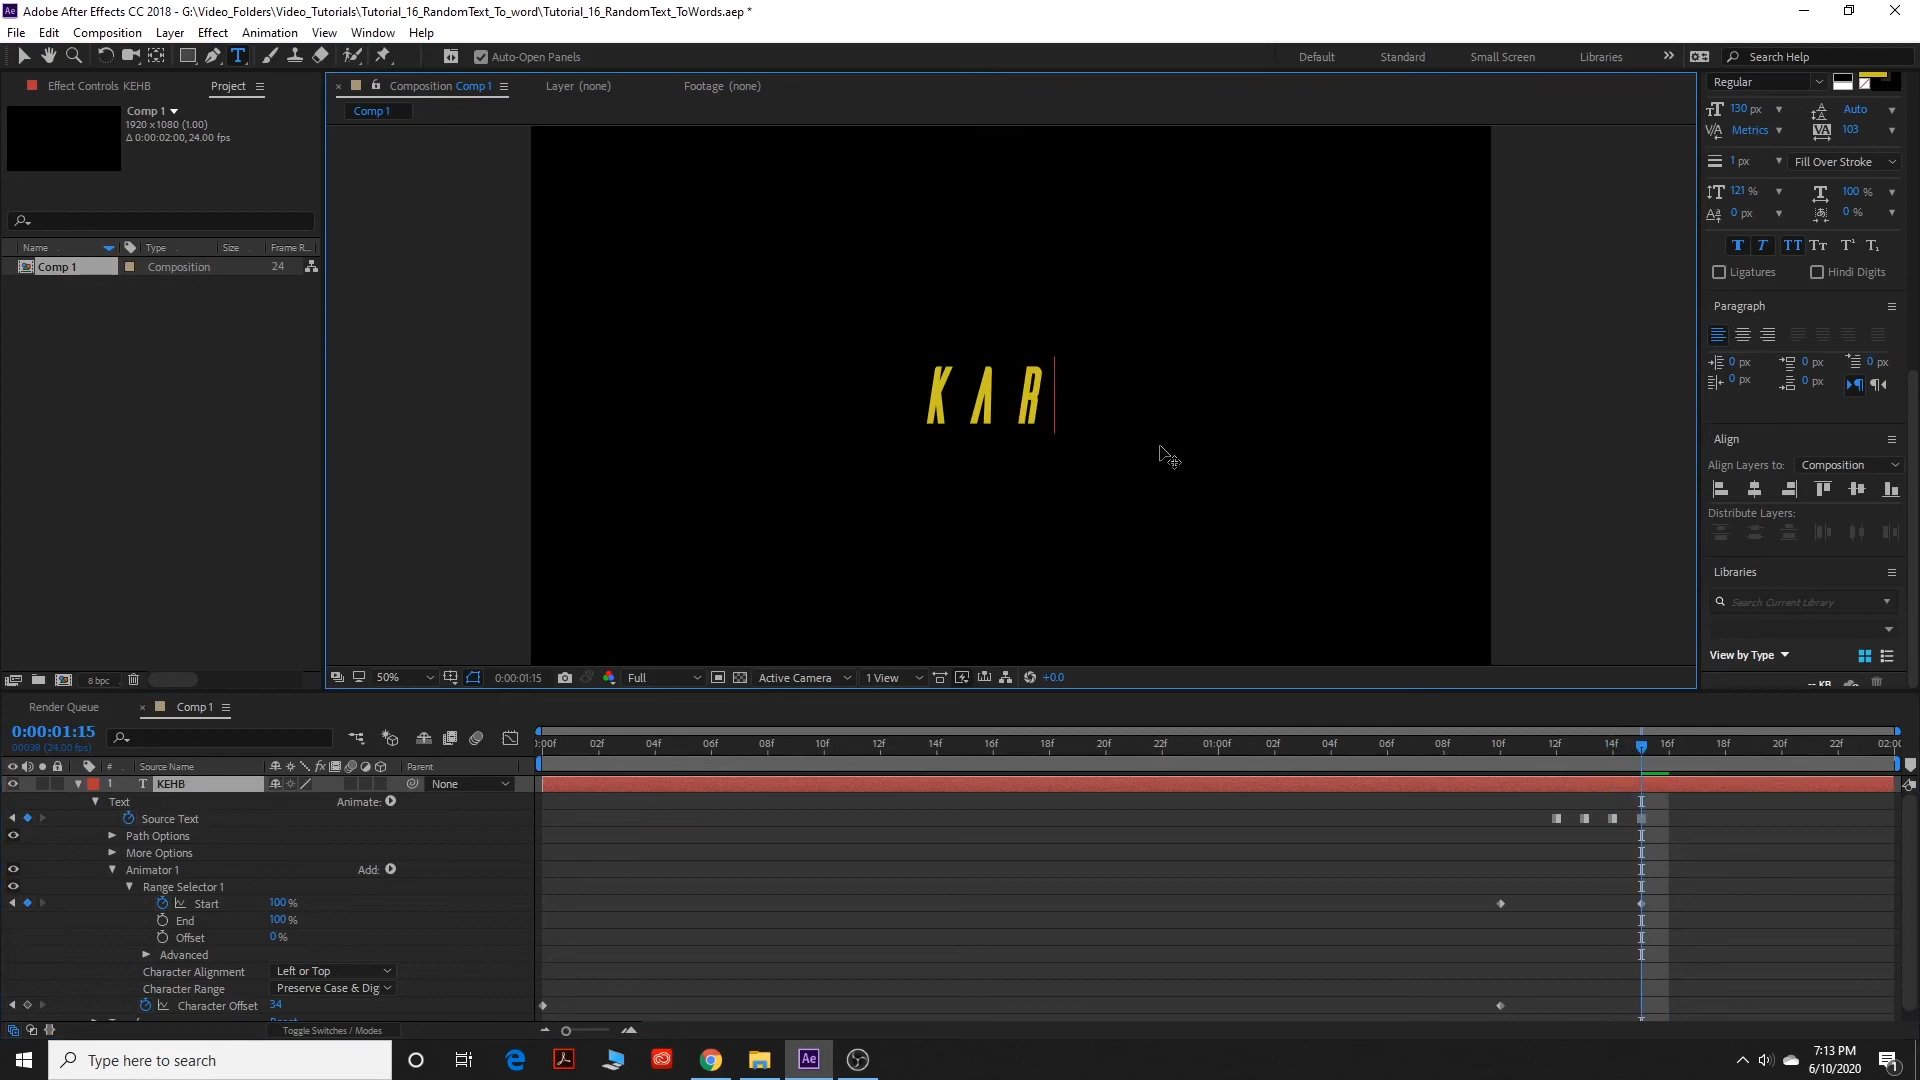 Adobe After Effects CC 2018 - G:\Video_Folders\Video_Tutorials\Tutorial_16_RandomText_To_word\Tutorial_16_RandomText_ToWords.aep *
File Edit Composition Layer Effect Animation View Window Help
Auto-Open Panels Default Standard Small Screen Libraries Search Help
Effect Controls KEHB Project
Composition Comp 1 Layer (none) Footage (none)
Comp 1
Comp 1
1920 x1080 (1.00)
Δ 0:00:02:00, 24.00 fps
Name Type Size Frame R...
Comp 1 Composition 24
KAR
Regular
130 px Auto
Metrics 103
1 px Fill Over Stroke
121 % 100 %
0 px 0 %
Ligatures Hindi Digits
Paragraph
0 px 0 px 0 px
0 px 0 px
Align
Align Layers to: Composition
Distribute Layers:
Libraries
Search Current Library
View by Type
-- KB
8 bpc
50% 0:00:01:15 Full Active Camera 1 View +0.0
Render Queue Comp 1
0:00:01:15
00039 (24.00 fps)
:00f 02f 04f 06f 08f 10f 12f 14f 16f 18f 20f 22f 01:00f 02f 04f 06f 08f 10f 12f 14f 16f 18f 20f 22f 02:00
# Source Name Parent
1 T KEHB None
Text Animate:
Source Text
Path Options
More Options
Animator 1 Add:
Range Selector 1
Start 100 %
End 100 %
Offset 0 %
Advanced
Character Alignment Left or Top
Character Range Preserve Case & Dig
Character Offset 34
Toggle Switches / Modes
Type here to search
Ae
7:13 PM
6/10/2020
1